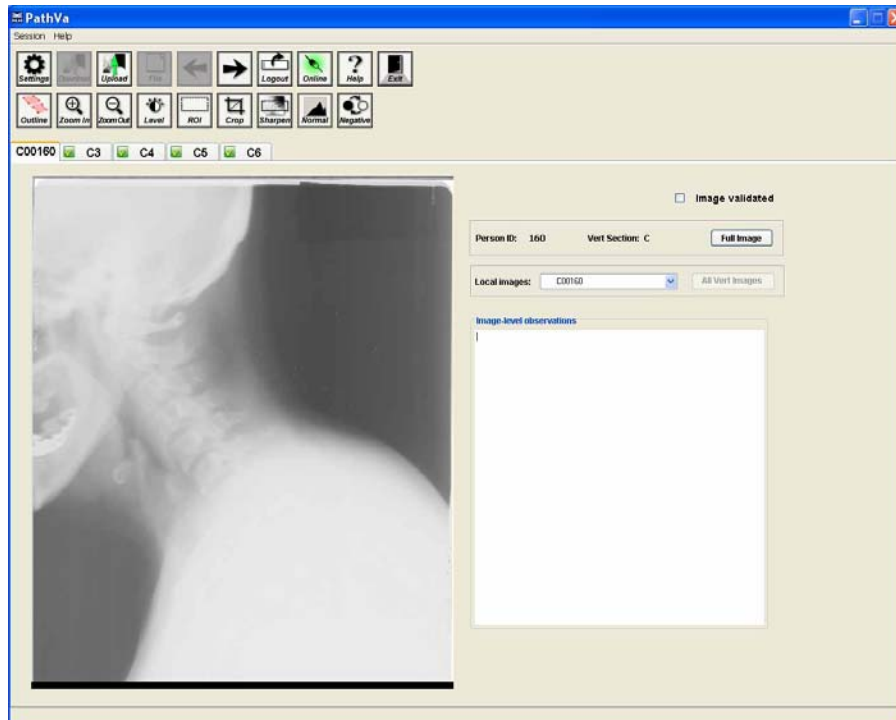 PathVa
Session Help
Settings Download Upload File Logout Online Help Exit
Outline Zoom In Zoom Out Level ROI Crop Sharpen Normal Negative
C00160 C3 C4 C5 C6
Image validated
Person ID: 160 Vert Section: C Full Image
Local images: C00160 All Vert Images
Image-level observations